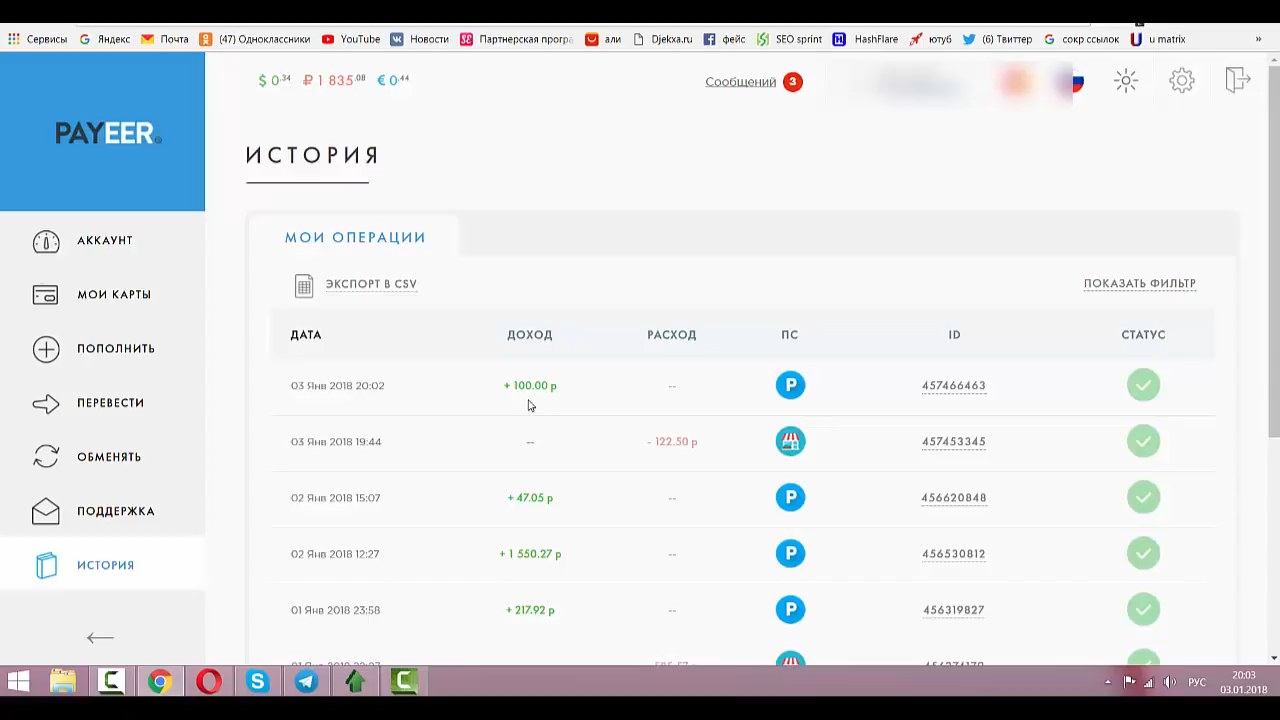 Сервисы Яндекс Почта (47) Одноклассники YouTube Новости Партнерская програ али Djekxa.ru фейс SEO sprint HashFlare ютуб (6) Твиттер сокр ссылок u matrix »
$ 0.34 ₽ 1 835.08 € 0.44 Сообщений 3
PAYEER
ИСТОРИЯ
АККАУНТ
МОИ КАРТЫ
ПОПОЛНИТЬ
ПЕРЕВЕСТИ
ОБМЕНЯТЬ
ПОДДЕРЖКА
ИСТОРИЯ
МОИ ОПЕРАЦИИ
ЭКСПОРТ В CSV ПОКАЗАТЬ ФИЛЬТР
ДАТА ДОХОД РАСХОД ПС ID СТАТУС
03 Янв 2018 20:02 + 100.00 р -- P 457466463
03 Янв 2018 19:44 -- - 122.50 р 457453345
02 Янв 2018 15:07 + 47.05 р -- P 456620848
02 Янв 2018 12:27 + 1 550.27 р -- P 456530812
01 Янв 2018 23:58 + 217.92 р -- P 456319827
РУС
20:03
03.01.2018